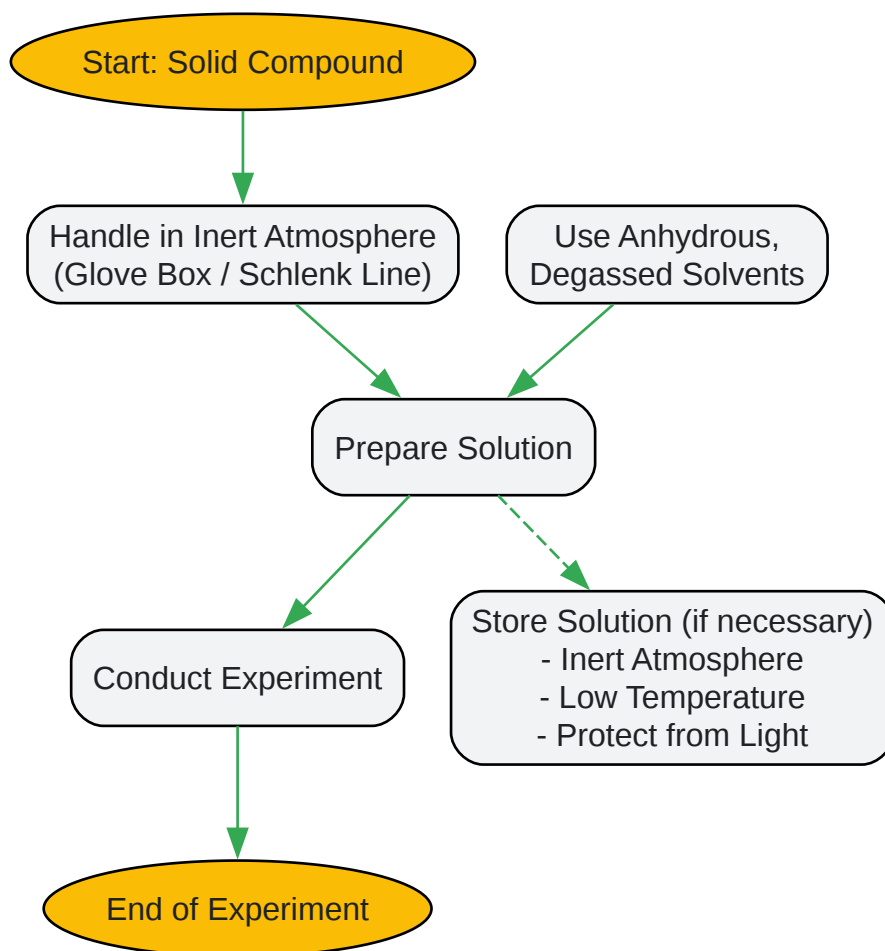 Start: Solid Compound
Handle in Inert Atmosphere
(Glove Box / Schlenk Line)
Use Anhydrous,
Degassed Solvents
Prepare Solution
Conduct Experiment
Store Solution (if necessary)
- Inert Atmosphere
- Low Temperature
- Protect from Light
End of Experiment